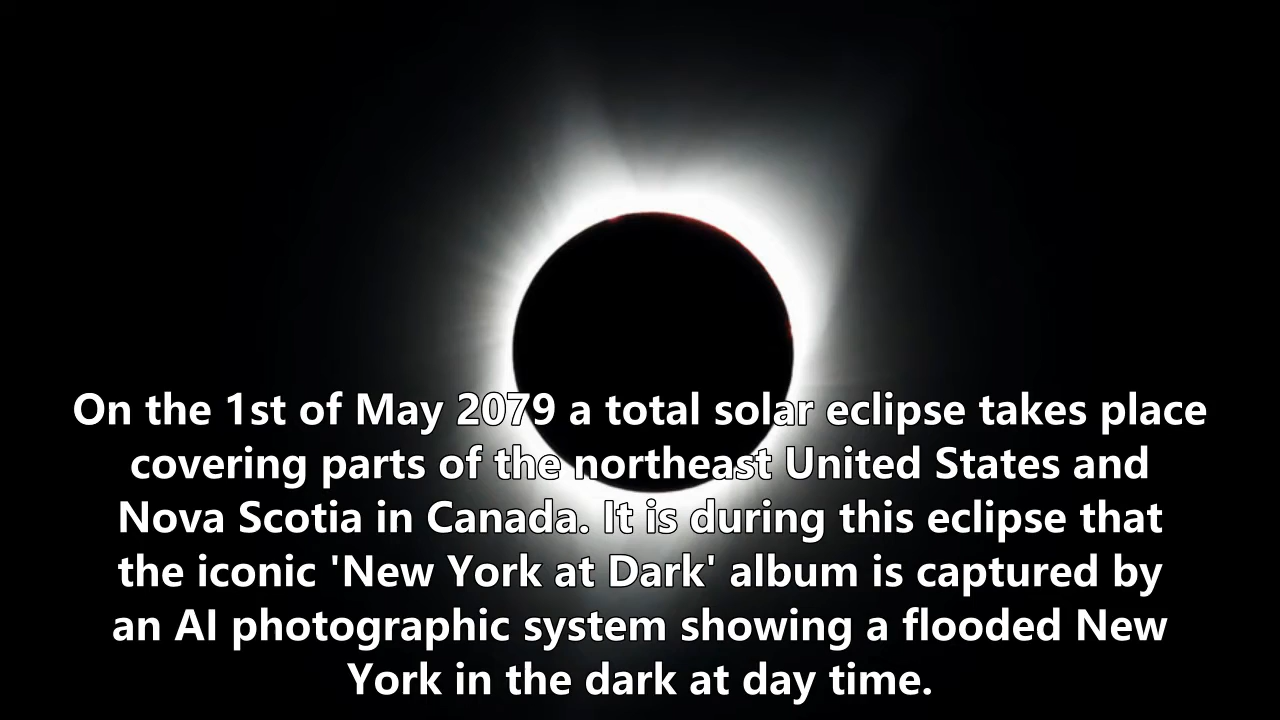 On the 1st of May 2079 a total solar eclipse takes place
covering parts of the northeast United States and
Nova Scotia in Canada. It is during this eclipse that
the iconic 'New York at Dark' album is captured by
an AI photographic system showing a flooded New
York in the dark at day time.